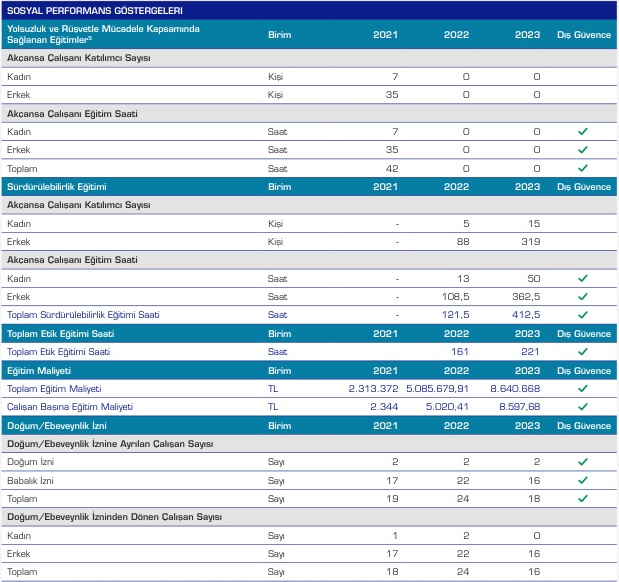 SOSYAL PERFORMANS GÖSTERGELERİ
Yolsuzluk ve Rüşvetle Mücadele Kapsamında
Sağlanan Eğitimler⁵ Birim 2021 2022 2023 Dış Güvence
Akçansa Çalışanı Katılımcı Sayısı
Kadın Kişi 7 0 0
Erkek Kişi 35 0 0
Akçansa Çalışanı Eğitim Saati
Kadın Saat 7 0 0 ✓
Erkek Saat 35 0 0 ✓
Toplam Saat 42 0 0 ✓
Sürdürülebilirlik Eğitimi Birim 2021 2022 2023 Dış Güvence
Akçansa Çalışanı Katılımcı Sayısı
Kadın Kişi - 5 15
Erkek Kişi - 88 319
Akçansa Çalışanı Eğitim Saati
Kadın Saat - 13 50 ✓
Erkek Saat - 108,5 362,5 ✓
Toplam Sürdürülebilirlik Eğitimi Saati Saat - 121,5 412,5 ✓
Toplam Etik Eğitimi Saati Birim 2021 2022 2023 Dış Güvence
Toplam Etik Eğitimi Saati Saat 161 221 ✓
Eğitim Maliyeti Birim 2021 2022 2023 Dış Güvence
Toplam Eğitim Maliyeti TL 2.313.372 5.085.679,91 8.640.668 ✓
Çalışan Başına Eğitim Maliyeti TL 2.344 5.020,41 8.597,68 ✓
Doğum/Ebeveynlik İzni Birim 2021 2022 2023 Dış Güvence
Doğum/Ebeveynlik İznine Ayrılan Çalışan Sayısı
Doğum İzni Sayı 2 2 2 ✓
Babalık İzni Sayı 17 22 16 ✓
Toplam Sayı 19 24 18 ✓
Doğum/Ebeveynlik İzninden Dönen Çalışan Sayısı
Kadın Sayı 1 2 0
Erkek Sayı 17 22 16
Toplam Sayı 18 24 16